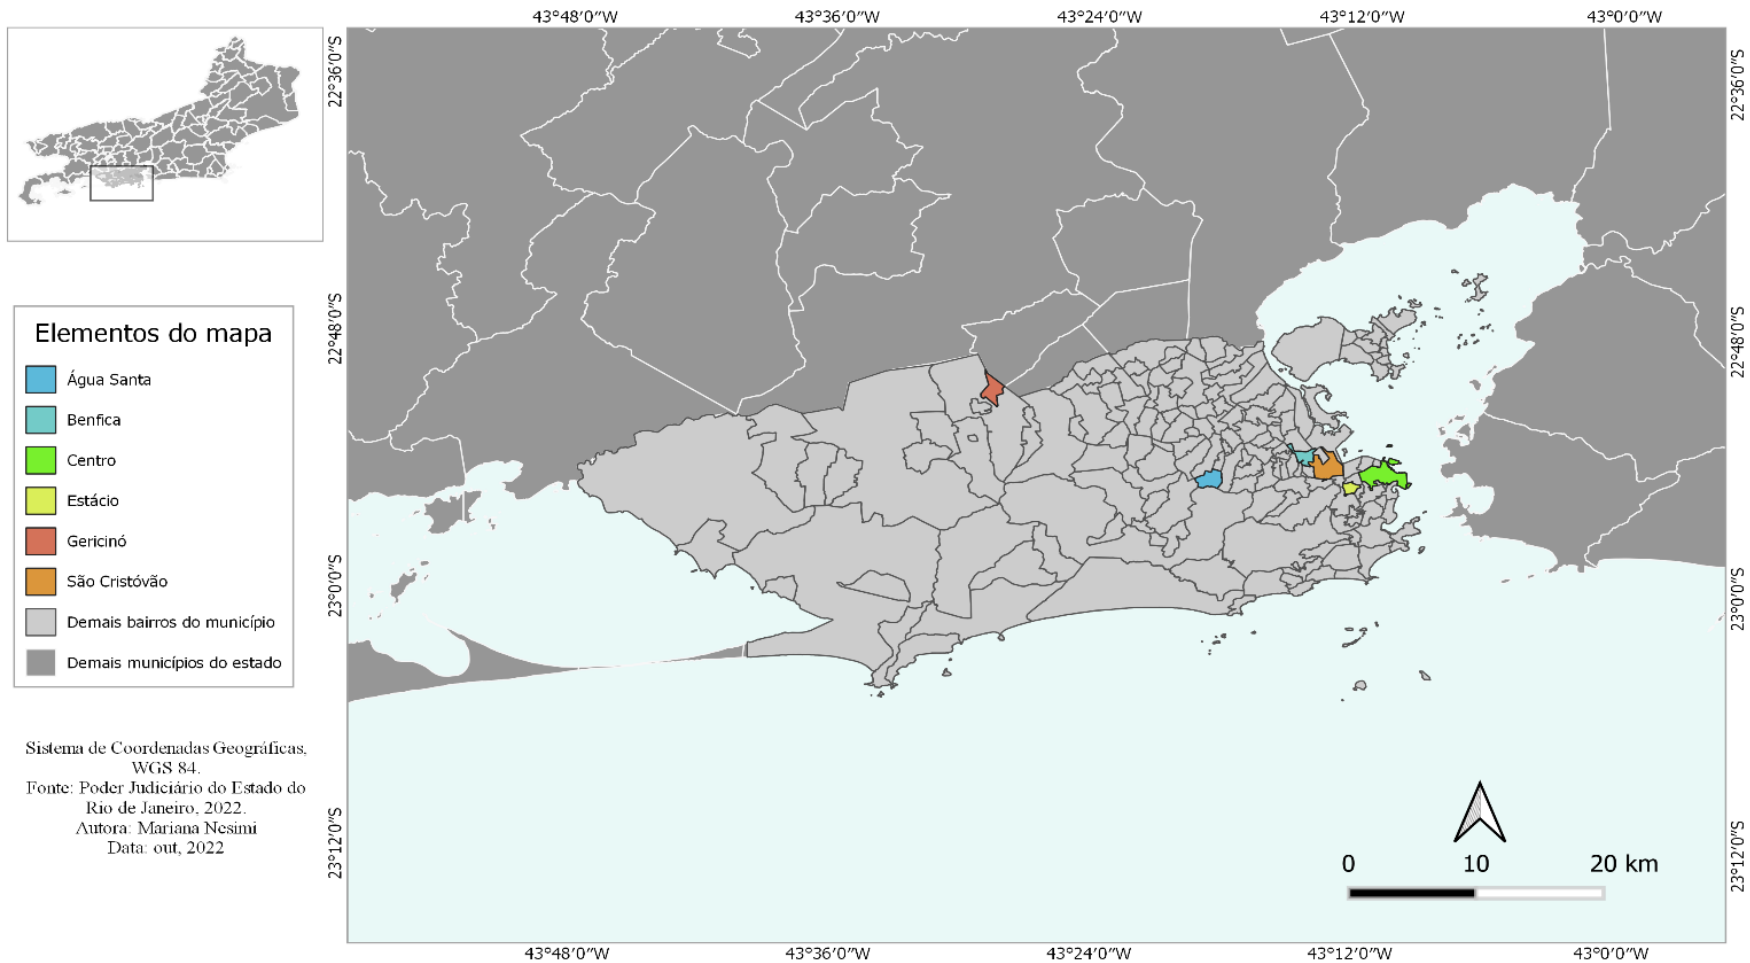 43°48'0"W 43°36'0"W 43°24'0"W 43°12'0"W 43°0'0"W
22°36'0"S
22°36'0"S
22°48'0"S
22°48'0"S
23°0'0"S
23°0'0"S
23°12'0"S
23°12'0"S
Elementos do mapa
Água Santa
Benfica
Centro
Estácio
Gericinó
São Cristóvão
Demais bairros do município
Demais municípios do estado
Sistema de Coordenadas Geográficas,
WGS 84.
Fonte: Poder Judiciário do Estado do
Rio de Janeiro, 2022.
Autora: Mariana Nesimi
Data: out, 2022
0 10 20 km
43°48'0"W 43°36'0"W 43°24'0"W 43°12'0"W 43°0'0"W